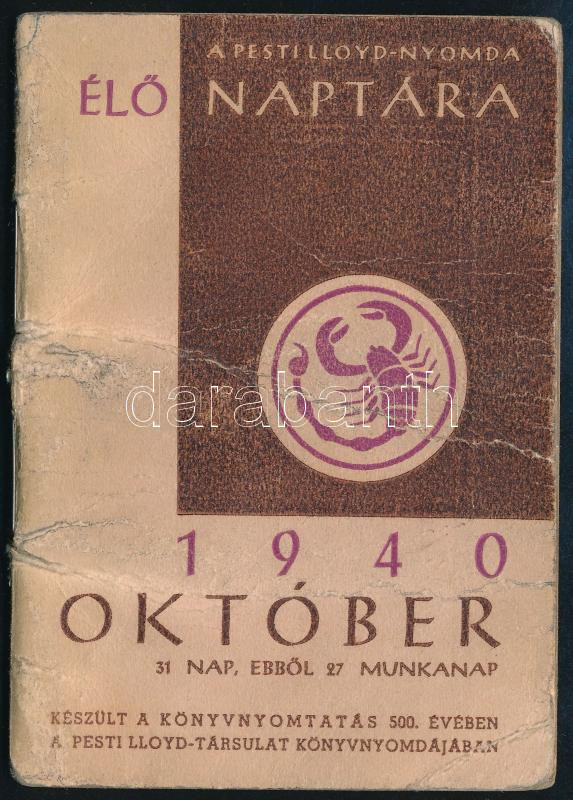 A PESTI LLOYD-NYOMDA
ÉLŐ NAPTÁRA
darabanth
1940
OKTÓBER
31 NAP, EBBŐL 27 MUNKANAP
KÉSZÜLT A KÖNYVNYOMTATÁS 500. ÉVÉBEN
A PESTI LLOYD-TÁRSULAT KÖNYVNYOMDÁJÁBAN